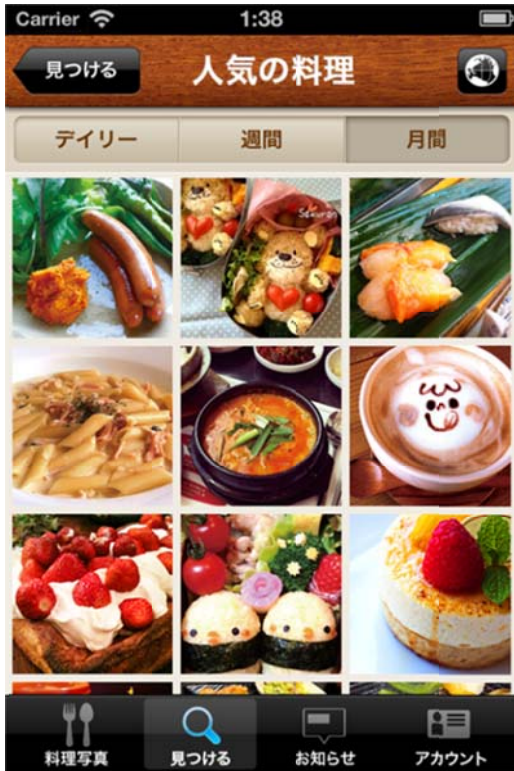 Carrier 1:38
見つける 人気の料理
デイリー 週間 月間
Sakuran
料理写真 見つける お知らせ アカウント